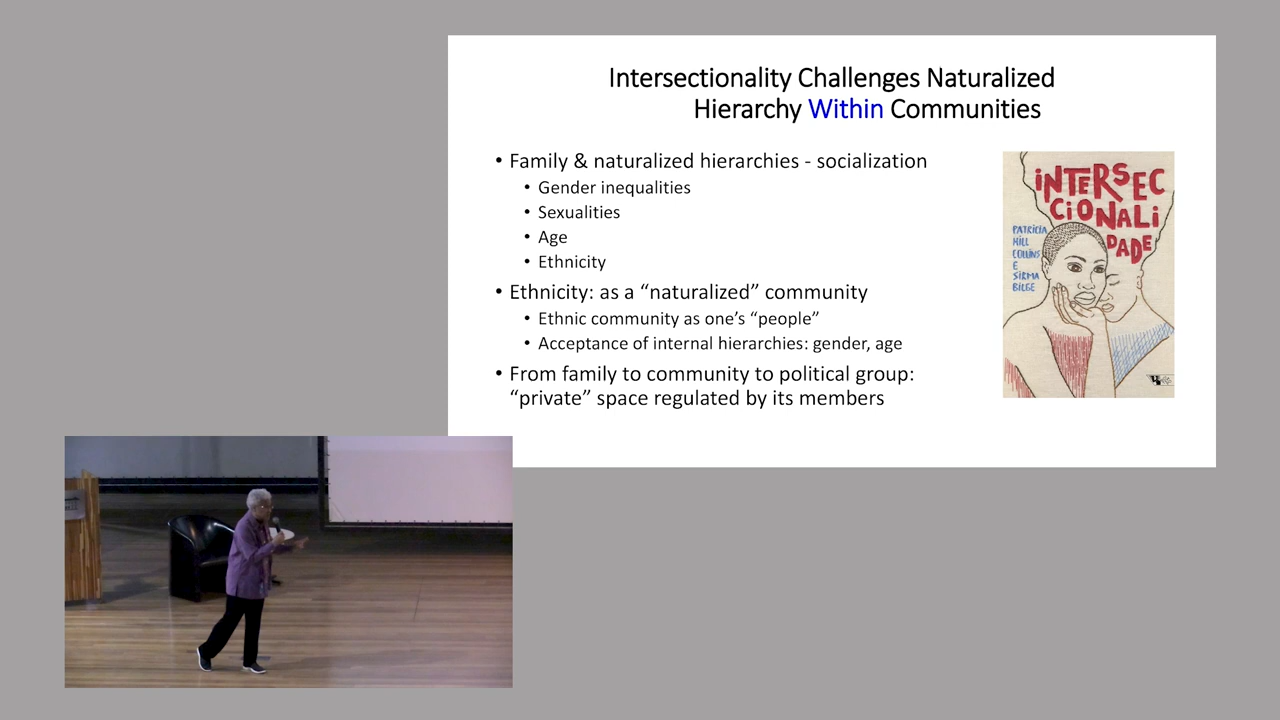 Intersectionality Challenges Naturalized
Hierarchy Within Communities
• Family & naturalized hierarchies - socialization
• Gender inequalities
• Sexualities
• Age
• Ethnicity
• Ethnicity: as a “naturalized” community
• Ethnic community as one’s “people”
• Acceptance of internal hierarchies: gender, age
• From family to community to political group:
“private” space regulated by its members
INTERSEC
CIONALI
DADE
PATRICIA
HILL
COLLINS
E
SIRMA
BILGE